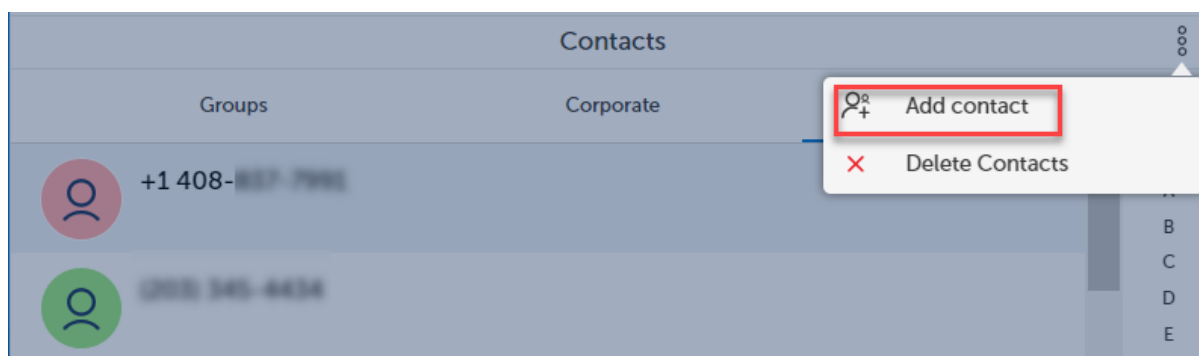 Contacts
Groups
Corporate
Add contact
Delete Contacts
+1 408-
B
C
D
E